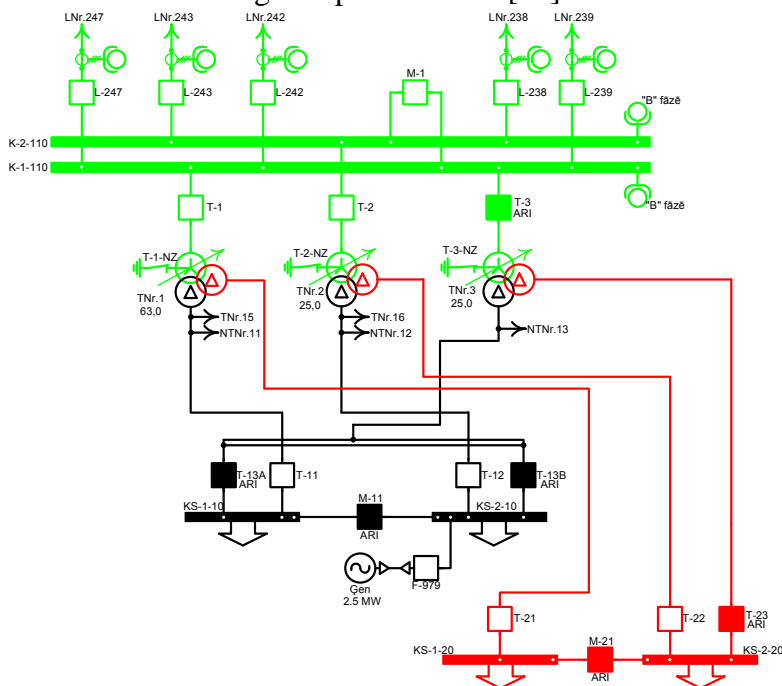 LNr.247
LNr.243
LNr.242
LNr.238
LNr.239
L-247
L-243
L-242
M-1
L-238
L-239
"B" fāzē
K-2-110
K-1-110
"B" fāzē
T-1
T-2
T-3
ARI
T-1-NZ
T-2-NZ
T-3-NZ
TNr.1
63,0
TNr.2
25,0
TNr.3
25,0
TNr.15
NTNr.11
TNr.16
NTNr.12
NTNr.13
T-13A
ARI
T-11
T-12
T-13B
ARI
KS-1-10
M-11
ARI
KS-2-10
Ģen
2.5 MW
F-979
T-21
T-22
T-23
ARI
KS-1-20
M-21
ARI
KS-2-20